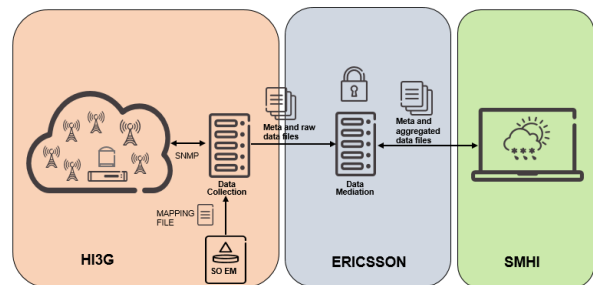 SNMP
Data
Collection
Meta and raw
data files
Data
Mediation
Meta and
aggregated
data files
MAPPING
FILE
SO EM
HI3G
ERICSSON
SMHI